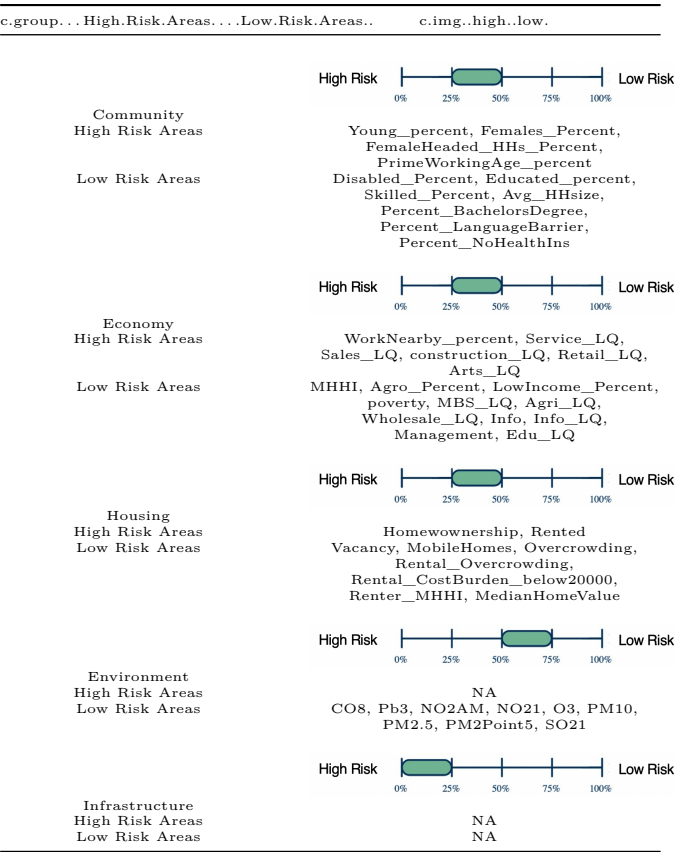 c.group...High.Risk.Areas....Low.Risk.Areas.. c.img..high..low.
High Risk Low Risk
0% 25% 50% 75% 100%
Community
High Risk Areas Young_percent, Females_Percent,
FemaleHeaded_HHs_Percent,
PrimeWorkingAge_percent
Low Risk Areas Disabled_Percent, Educated_percent,
Skilled_Percent, Avg_HHsize,
Percent_BachelorsDegree,
Percent_LanguageBarrier,
Percent_NoHealthIns
High Risk Low Risk
0% 25% 50% 75% 100%
Economy
High Risk Areas WorkNearby_percent, Service_LQ,
Sales_LQ, construction_LQ, Retail_LQ,
Arts_LQ
Low Risk Areas MHHI, Agro_Percent, LowIncome_Percent,
poverty, MBS_LQ, Agri_LQ,
Wholesale_LQ, Info, Info_LQ,
Management, Edu_LQ
High Risk Low Risk
0% 25% 50% 75% 100%
Housing
High Risk Areas Homewownership, Rented
Low Risk Areas Vacancy, MobileHomes, Overcrowding,
Rental_Overcrowding,
Rental_CostBurden_below20000,
Renter_MHHI, MedianHomeValue
High Risk Low Risk
0% 25% 50% 75% 100%
Environment
High Risk Areas NA
Low Risk Areas CO8, Pb3, NO2AM, NO21, O3, PM10,
PM2.5, PM2Point5, SO21
High Risk Low Risk
0% 25% 50% 75% 100%
Infrastructure
High Risk Areas NA
Low Risk Areas NA